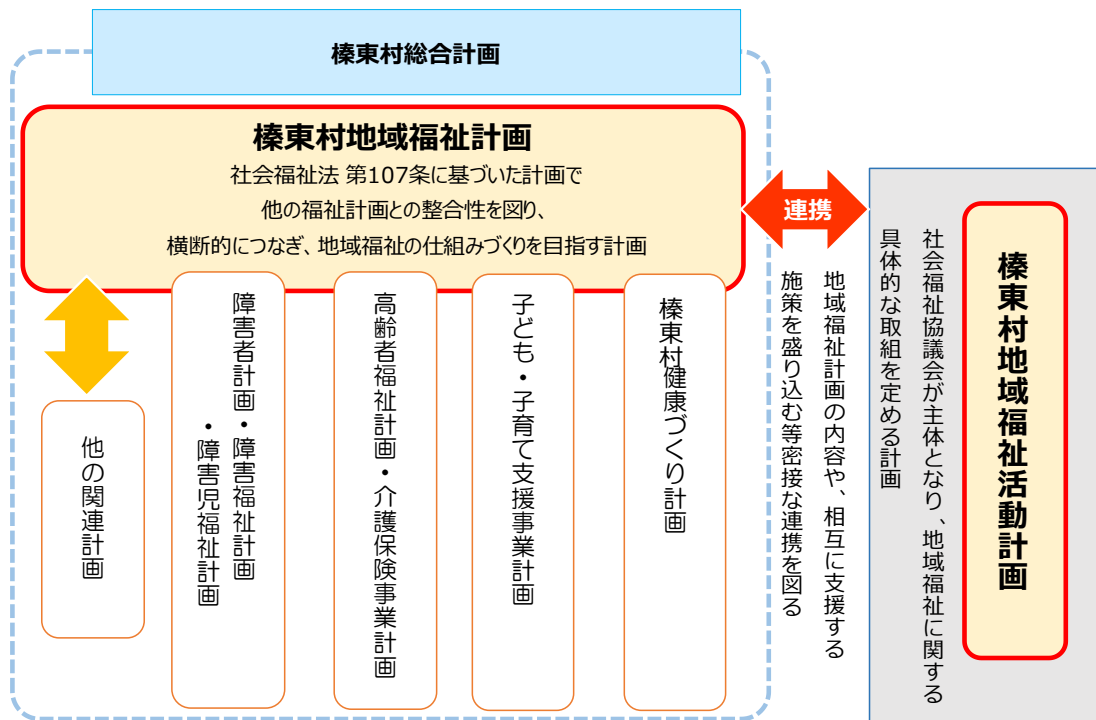 榛東村総合計画
榛東村地域福祉計画
社会福祉法 第107条に基づいた計画で
他の福祉計画との整合性を図り、
横断的につなぎ、地域福祉の仕組みづくりを目指す計画
他の関連計画
障害者計画・障害福祉計画
・障害児福祉計画
高齢者福祉計画・介護保険事業計画
子ども・子育て支援事業計画
榛東村健康づくり計画
連携
地域福祉計画の内容や、相互に支援する
施策を盛り込む等密接な連携を図る
榛東村地域福祉活動計画
社会福祉協議会が主体となり、地域福祉に関する
具体的な取組を定める計画